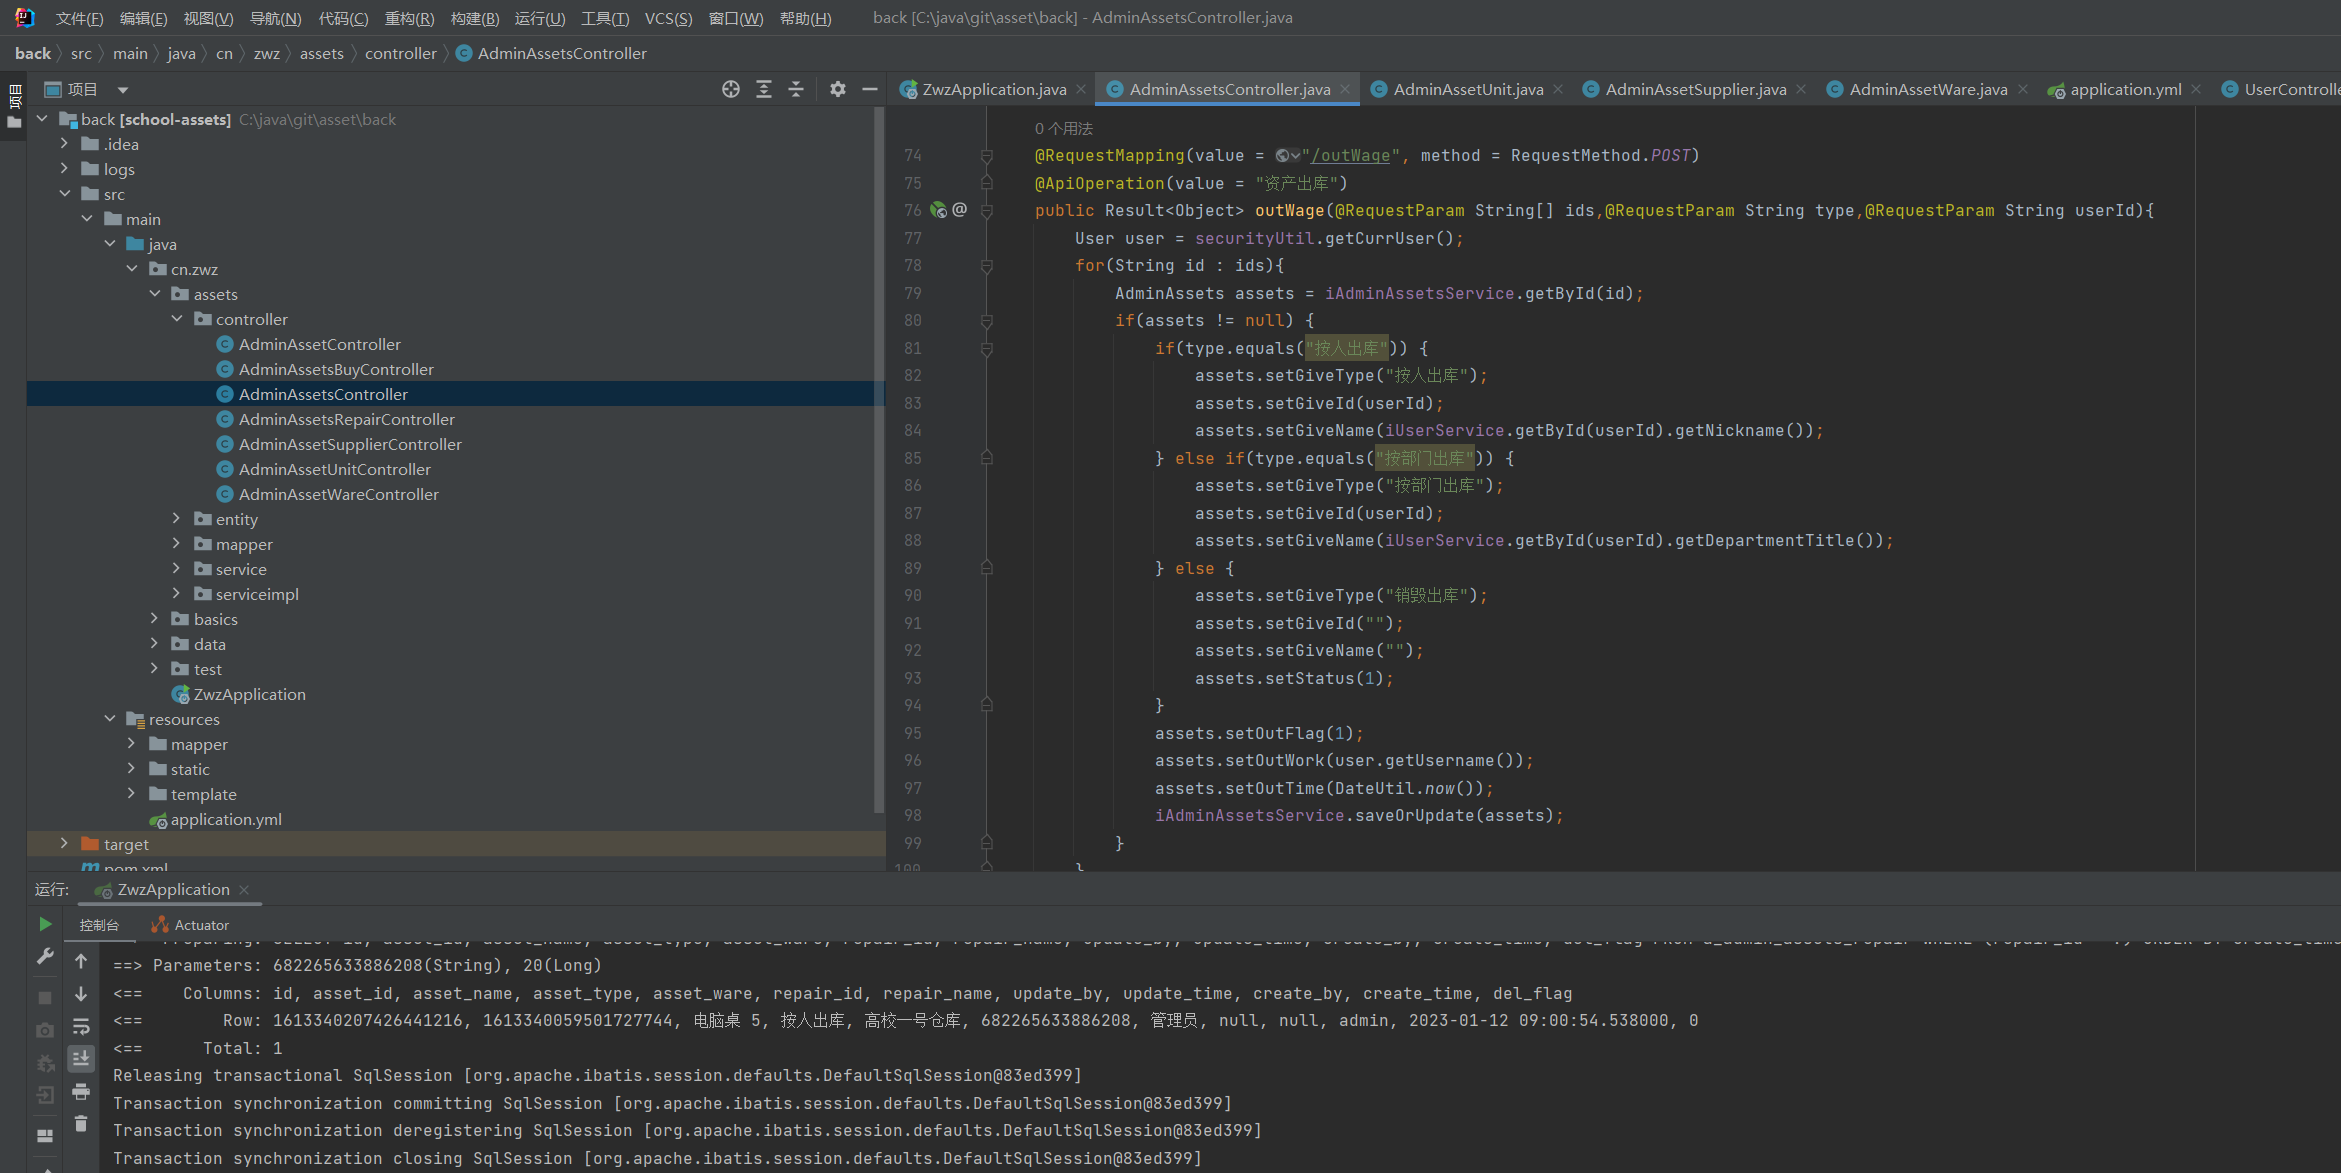 文件(F) 编辑(E) 视图(V) 导航(N) 代码(C) 重构(R) 构建(B) 运行(U) 工具(T) VCS(S) 窗口(W) 帮助(H) back [C:\java\git\asset\back] - AdminAssetsController.java
back src main java cn zwz assets controller AdminAssetsController
项目
项目
ZwzApplication.java AdminAssetsController.java AdminAssetUnit.java AdminAssetSupplier.java AdminAssetWare.java application.yml UserControlle
back [school-assets] C:\java\git\asset\back
.idea
logs
src
main
java
cn.zwz
assets
controller
AdminAssetController
AdminAssetsBuyController
AdminAssetsController
AdminAssetsRepairController
AdminAssetSupplierController
AdminAssetUnitController
AdminAssetWareController
entity
mapper
service
serviceimpl
basics
data
test
ZwzApplication
resources
mapper
static
template
application.yml
target
pom.xml
0 个用法
74 @RequestMapping(value = "/outWage", method = RequestMethod.POST)
75 @ApiOperation(value = "资产出库")
76 public Result<Object> outWage(@RequestParam String[] ids,@RequestParam String type,@RequestParam String userId){
77 User user = securityUtil.getCurrUser();
78 for(String id : ids){
79 AdminAssets assets = iAdminAssetsService.getById(id);
80 if(assets != null) {
81 if(type.equals("按人出库")) {
82 assets.setGiveType("按人出库");
83 assets.setGiveId(userId);
84 assets.setGiveName(iUserService.getById(userId).getNickname());
85 } else if(type.equals("按部门出库")) {
86 assets.setGiveType("按部门出库");
87 assets.setGiveId(userId);
88 assets.setGiveName(iUserService.getById(userId).getDepartmentTitle());
89 } else {
90 assets.setGiveType("销毁出库");
91 assets.setGiveId("");
92 assets.setGiveName("");
93 assets.setStatus(1);
94 }
95 assets.setOutFlag(1);
96 assets.setOutWork(user.getUsername());
97 assets.setOutTime(DateUtil.now());
98 iAdminAssetsService.saveOrUpdate(assets);
99 }
100 }
运行: ZwzApplication
控制台 Actuator
==> Parameters: 682265633886208(String), 20(Long)
<== Columns: id, asset_id, asset_name, asset_type, asset_ware, repair_id, repair_name, update_by, update_time, create_by, create_time, del_flag
<== Row: 1613340207426441216, 1613340059501727744, 电脑桌 5, 按人出库, 高校一号仓库, 682265633886208, 管理员, null, null, admin, 2023-01-12 09:00:54.538000, 0
<== Total: 1
Releasing transactional SqlSession [org.apache.ibatis.session.defaults.DefaultSqlSession@83ed399]
Transaction synchronization committing SqlSession [org.apache.ibatis.session.defaults.DefaultSqlSession@83ed399]
Transaction synchronization deregistering SqlSession [org.apache.ibatis.session.defaults.DefaultSqlSession@83ed399]
Transaction synchronization closing SqlSession [org.apache.ibatis.session.defaults.DefaultSqlSession@83ed399]